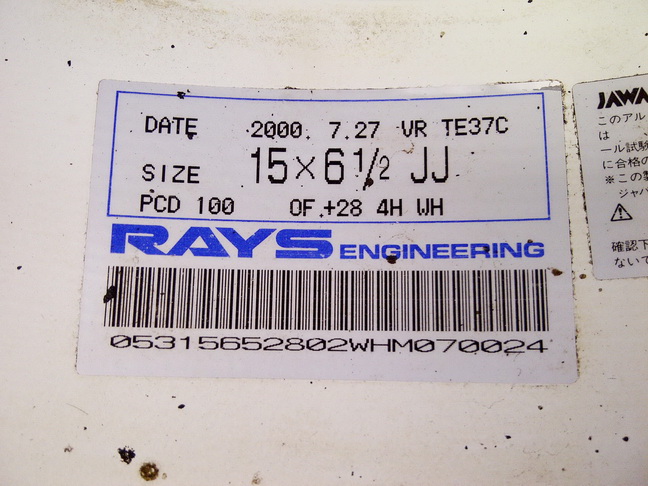 DATE 2000. 7.27 VR TE37C
SIZE 15×6 1/2 JJ
PCD 100 OF.+28 4H WH
RAYS ENGINEERING
05315652802WHM070024
JAWA
このアル
は 、
ール試験
に合格の
※この製
ジャパ
⚠
確認下
ないで